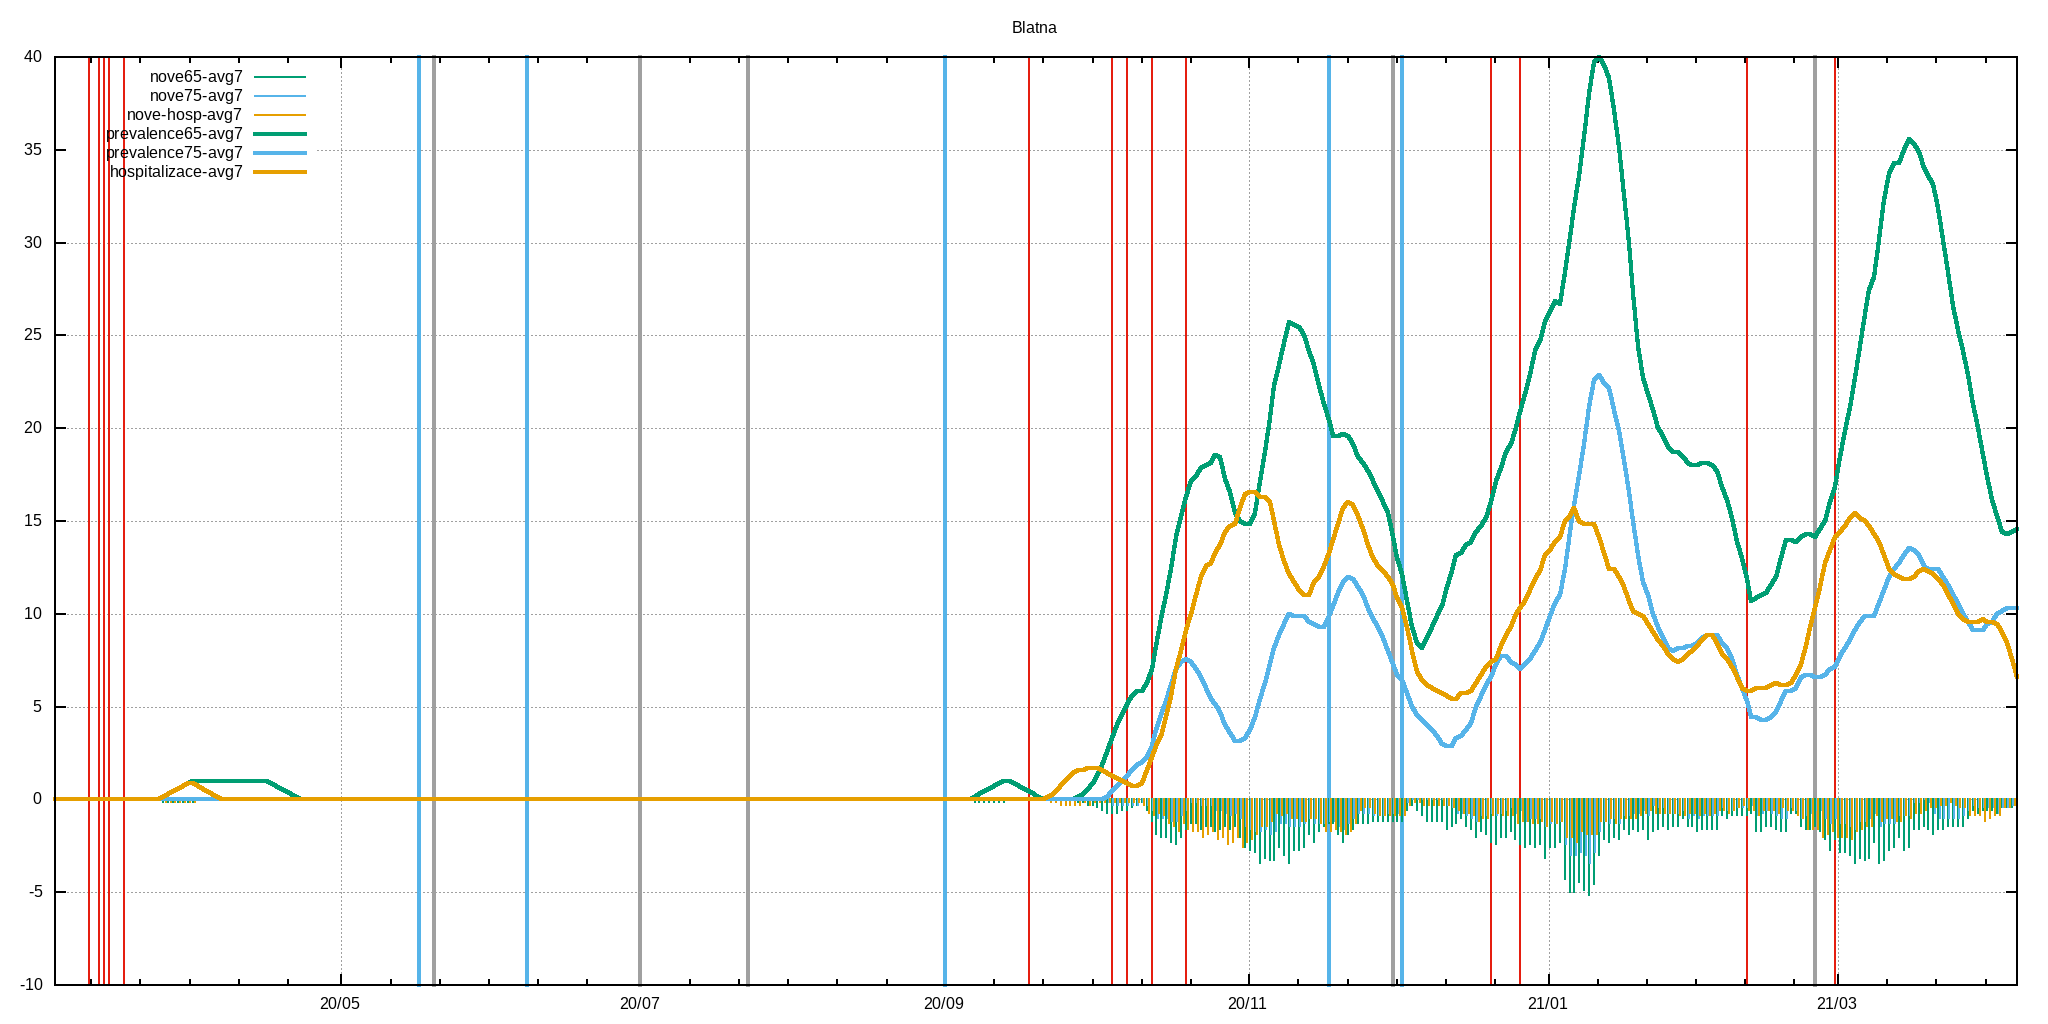 Blatna
nove65-avg7
nove75-avg7
nove-hosp-avg7
prevalence65-avg7
prevalence75-avg7
hospitalizace-avg7
40
35
30
25
20
15
10
5
0
-5
-10
20/05 20/07 20/09 20/11 21/01 21/03